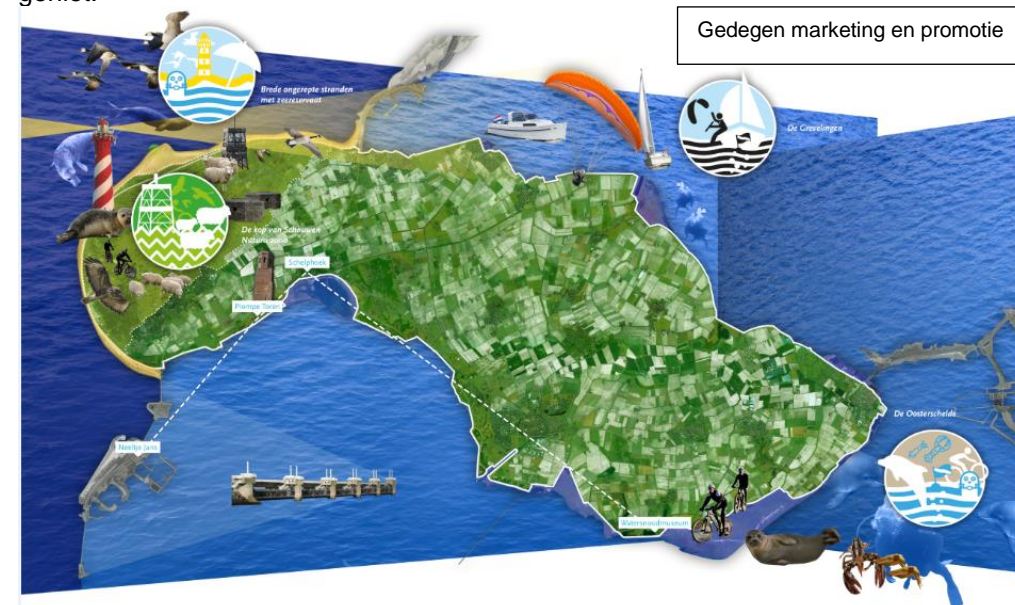 geniet.
Gedegen marketing en promotie
Brede ongerepte stranden
met zeereservaat
De Grevelingen
De kop van Schouwen
Natura 2000
Schelphoek
Plompe Toren
Neeltje Jans
De Oosterschelde
Watersnoodmuseum